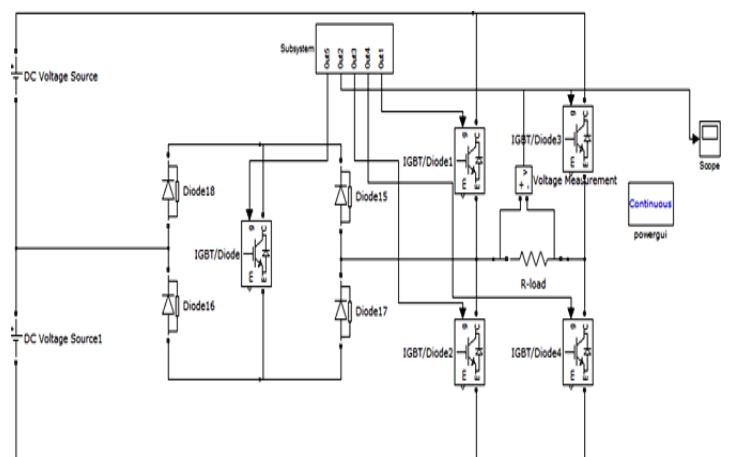 Subsystem
Out5
Out2
Out3
Out4
Out1
DC Voltage Source
IGBT/Diode1
g
C
m
E
IGBT/Diode3
g
C
m
E
Scope
Diode18
Diode15
v
+
-
Voltage Measurement
Continuous
powergui
IGBT/Diode
g
C
m
E
R-load
Diode16
Diode17
DC Voltage Source1
IGBT/Diode2
g
C
m
E
IGBT/Diode4
g
C
m
E